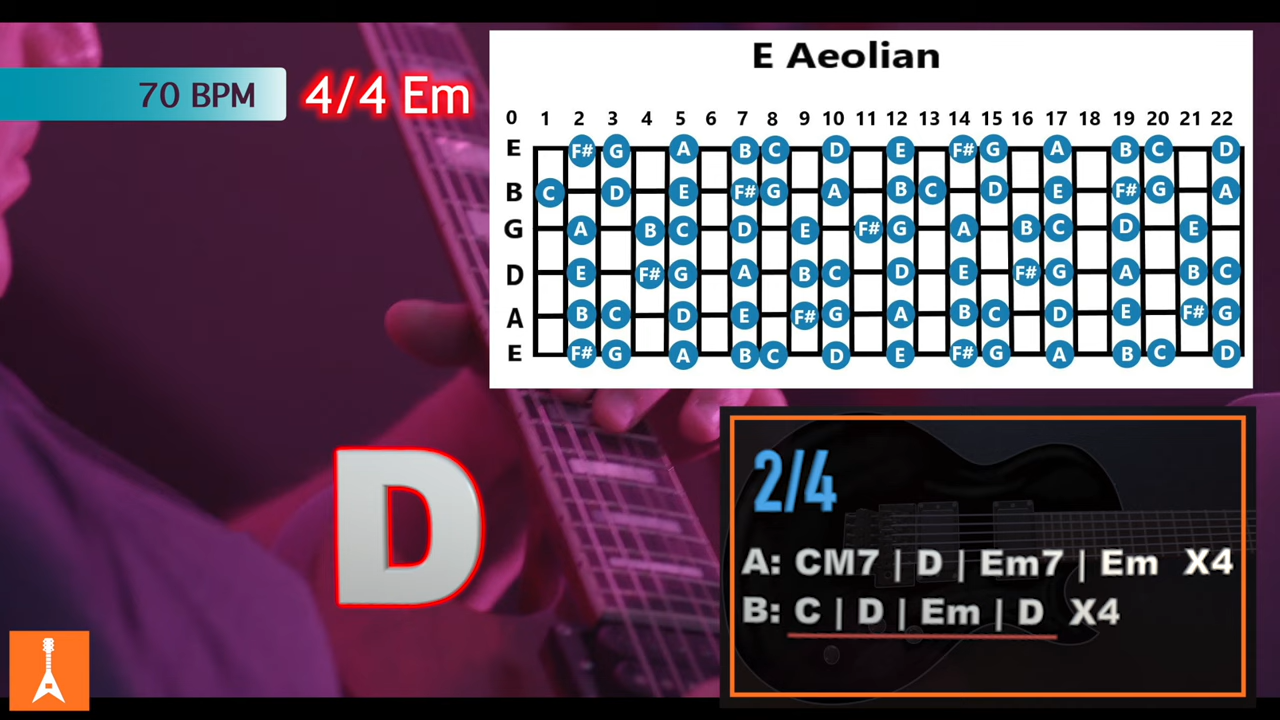 E Aeolian
70 BPM
4/4 Em
0 1 2 3 4 5 6 7 8 9 10 11 12 13 14 15 16 17 18 19 20 21 22
E F# G A B C D E F# G A B C D
B C D E F# G A B C D E F# G A
G A B C D E F# G A B C D E
D E F# G A B C D E F# G A B C
A B C D E F# G A B C D E F# G
E F# G A B C D E F# G A B C D
D
2/4
A: CM7 | D | Em7 | Em X4
B: C | D | Em | D X4